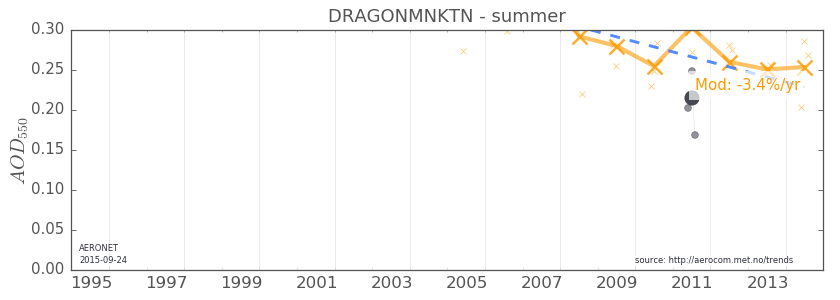 DRAGONMNKTN - summer
0.30
0.25
0.20
0.15
0.10
0.05
0.00
AOD550
Mod: -3.4%/yr
AERONET
2015-09-24
source: http://aerocom.met.no/trends
1995 1997 1999 2001 2003 2005 2007 2009 2011 2013